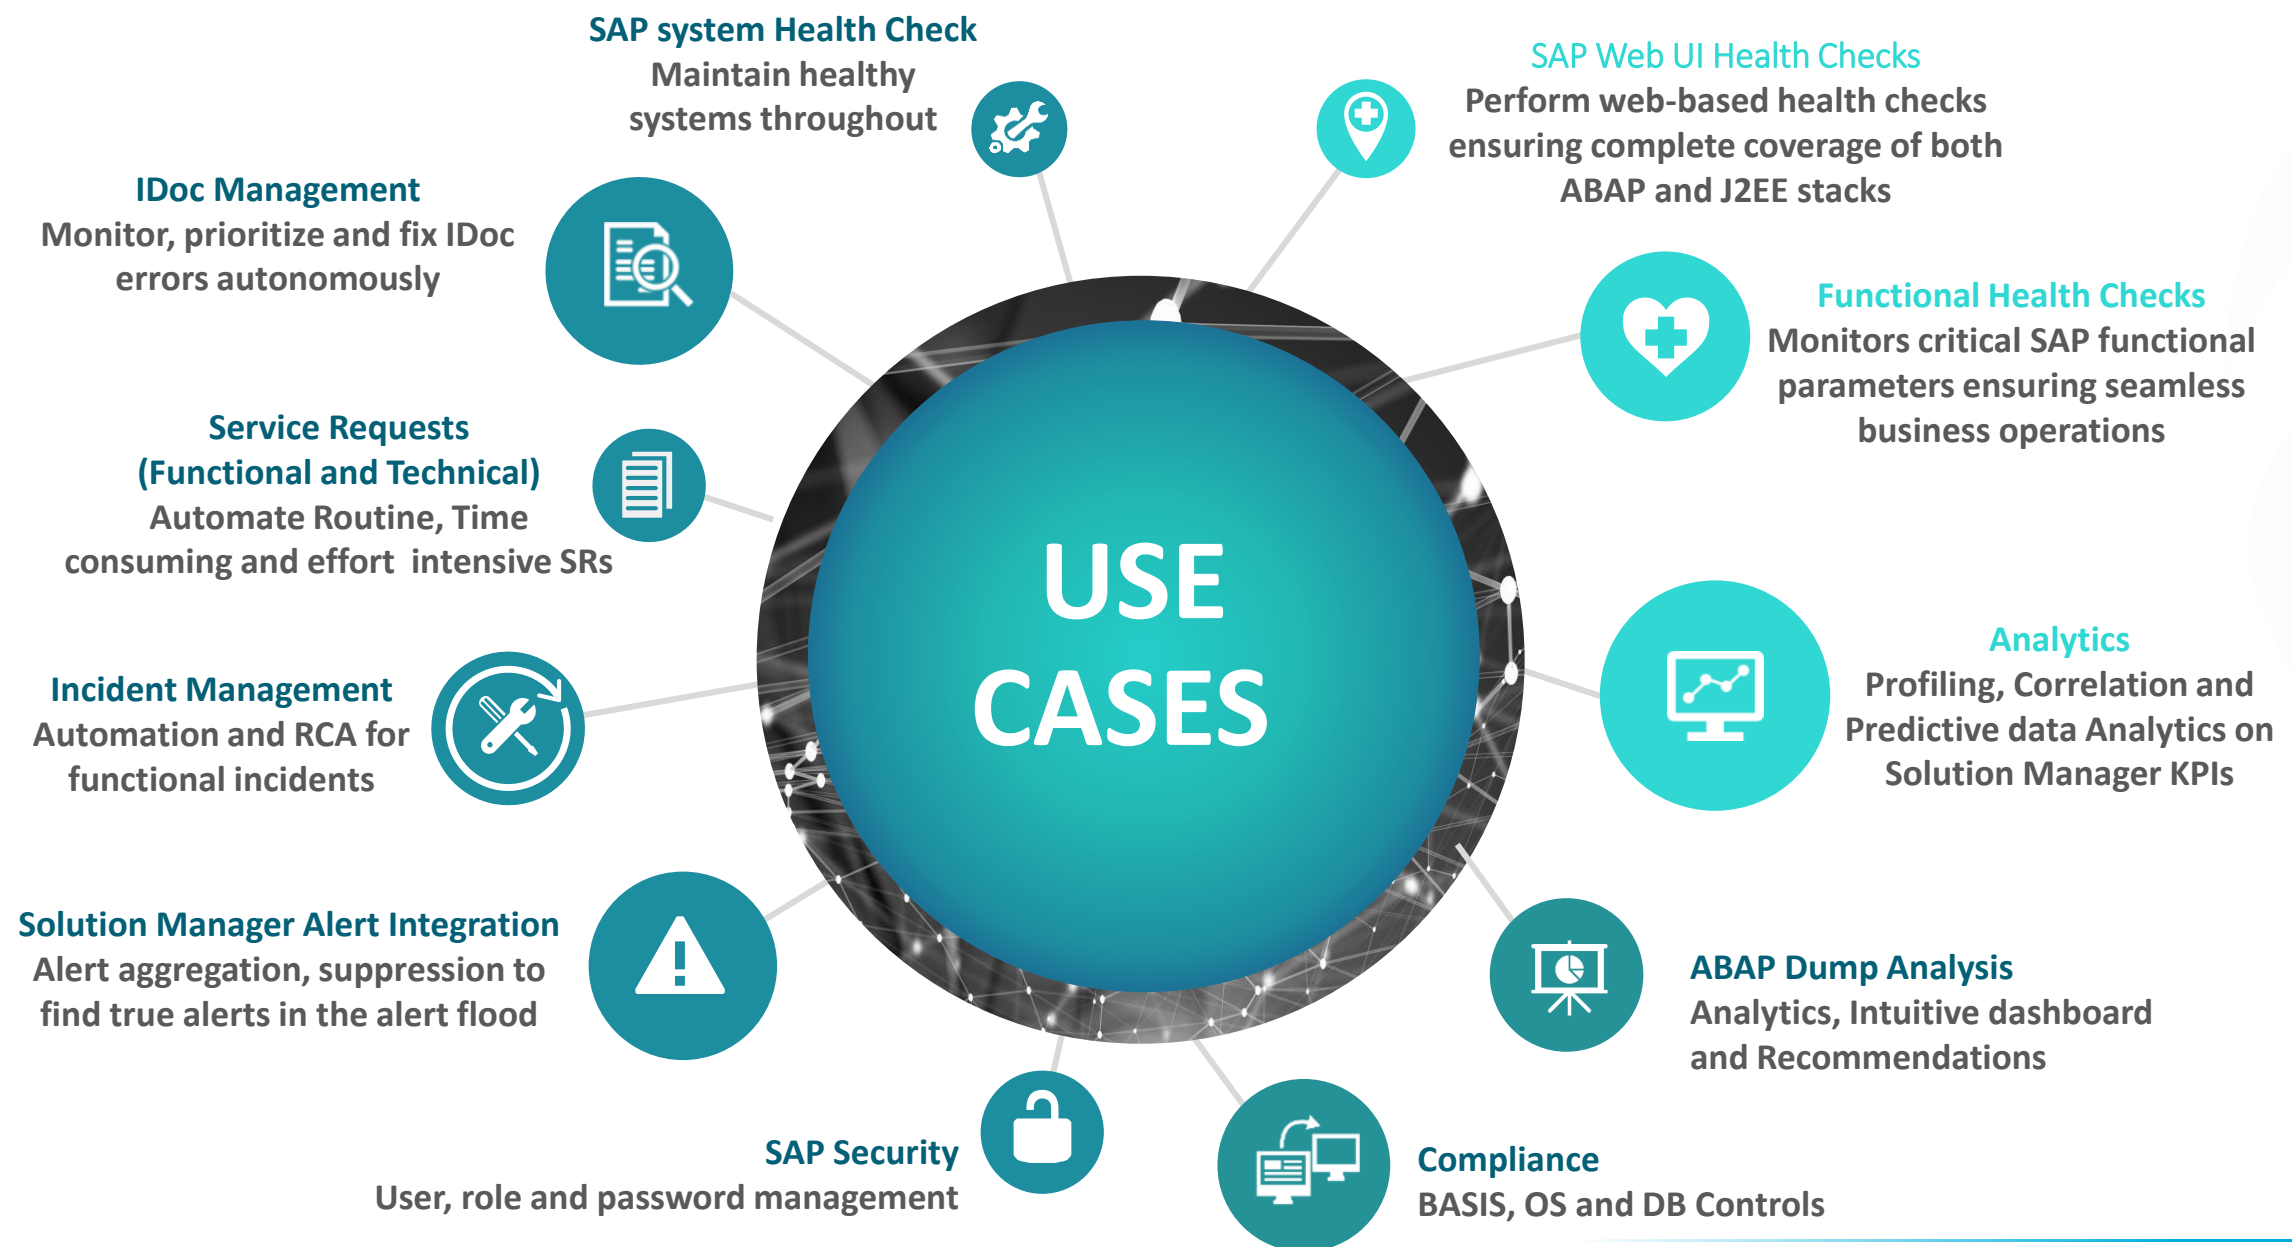 SAP system Health Check
Maintain healthy
systems throughout
SAP Web UI Health Checks
Perform web-based health checks
ensuring complete coverage of both
ABAP and J2EE stacks
IDoc Management
Monitor, prioritize and fix IDoc
errors autonomously
Functional Health Checks
Monitors critical SAP functional
parameters ensuring seamless
business operations
Service Requests
(Functional and Technical)
Automate Routine, Time
consuming and effort  intensive SRs
USE
CASES
Analytics
Profiling, Correlation and
Predictive data Analytics on
Solution Manager KPIs
Incident Management
Automation and RCA for
functional incidents
Solution Manager Alert Integration
Alert aggregation, suppression to
find true alerts in the alert flood
ABAP Dump Analysis
Analytics, Intuitive dashboard
and Recommendations
SAP Security
User, role and password management
Compliance
BASIS, OS and DB Controls